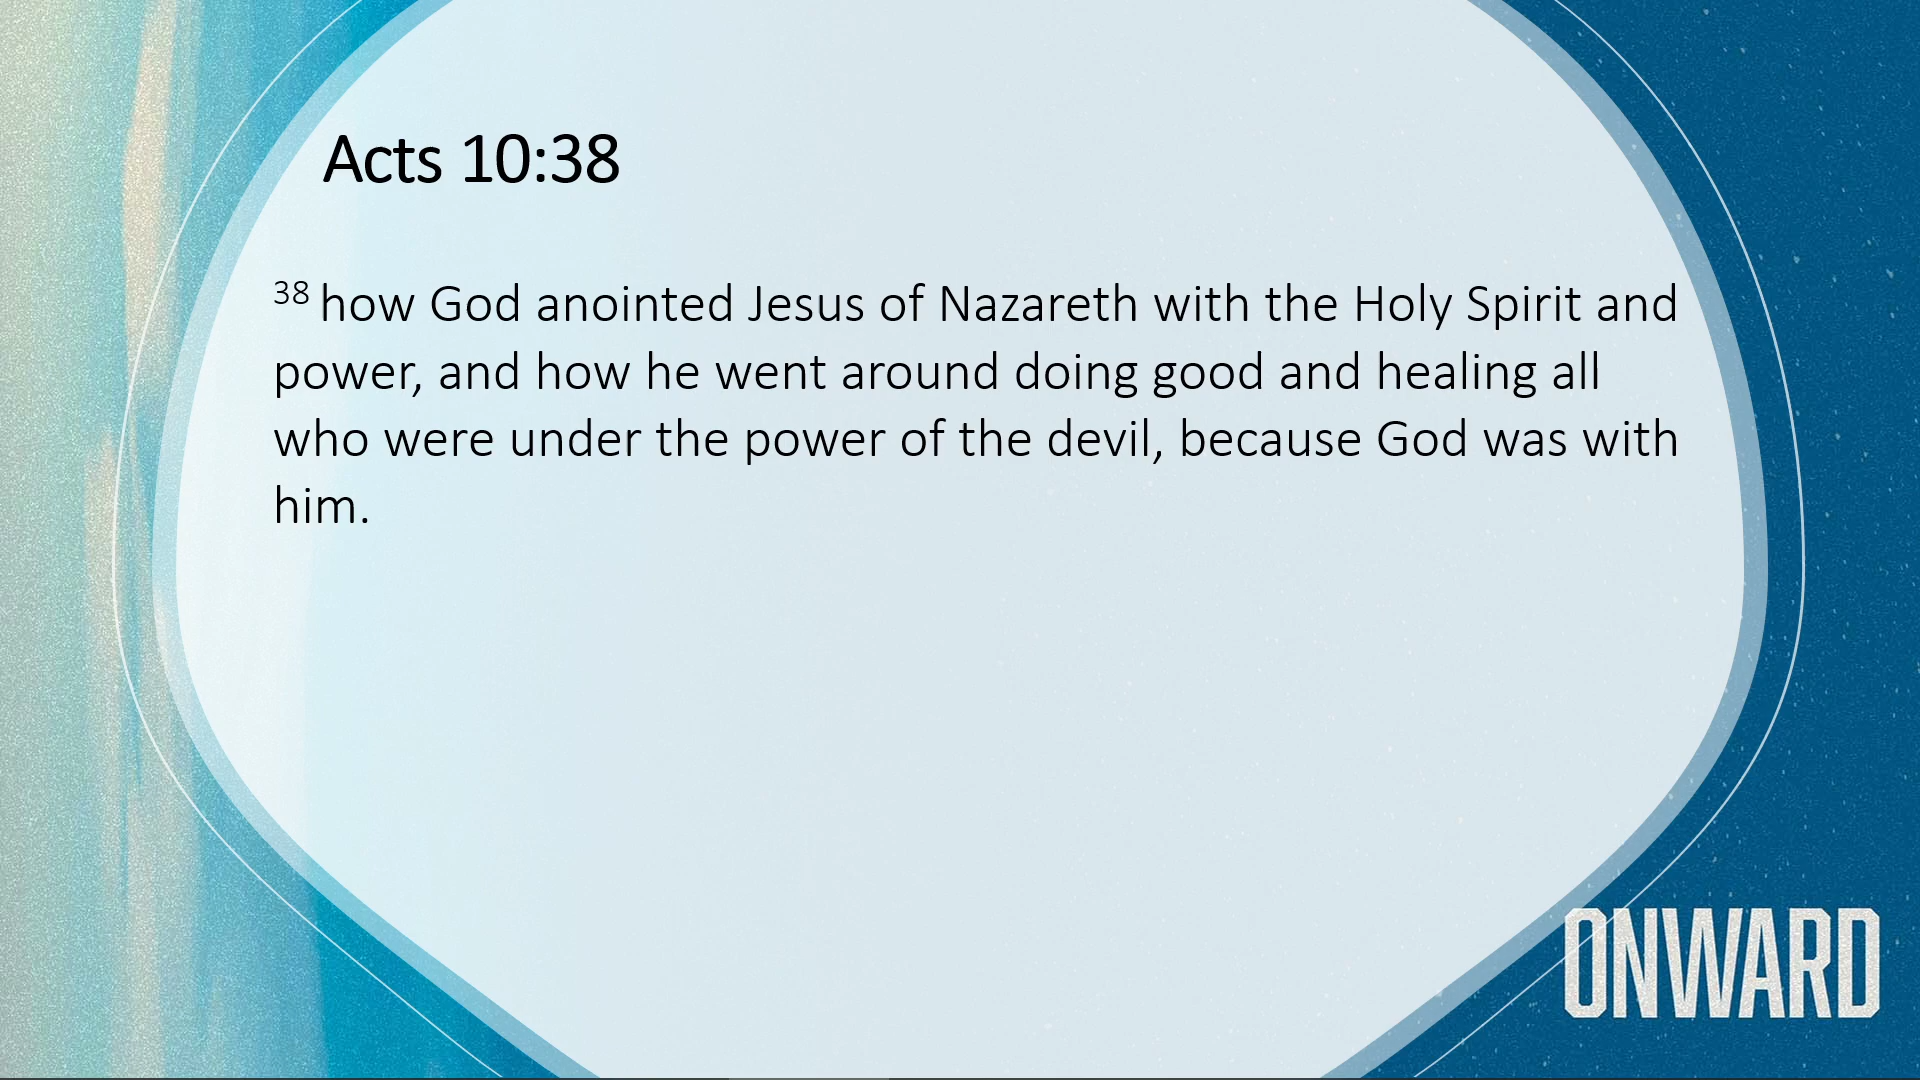 Acts 10:38
38 how God anointed Jesus of Nazareth with the Holy Spirit and
power, and how he went around doing good and healing all
who were under the power of the devil, because God was with
him.
ONWARD